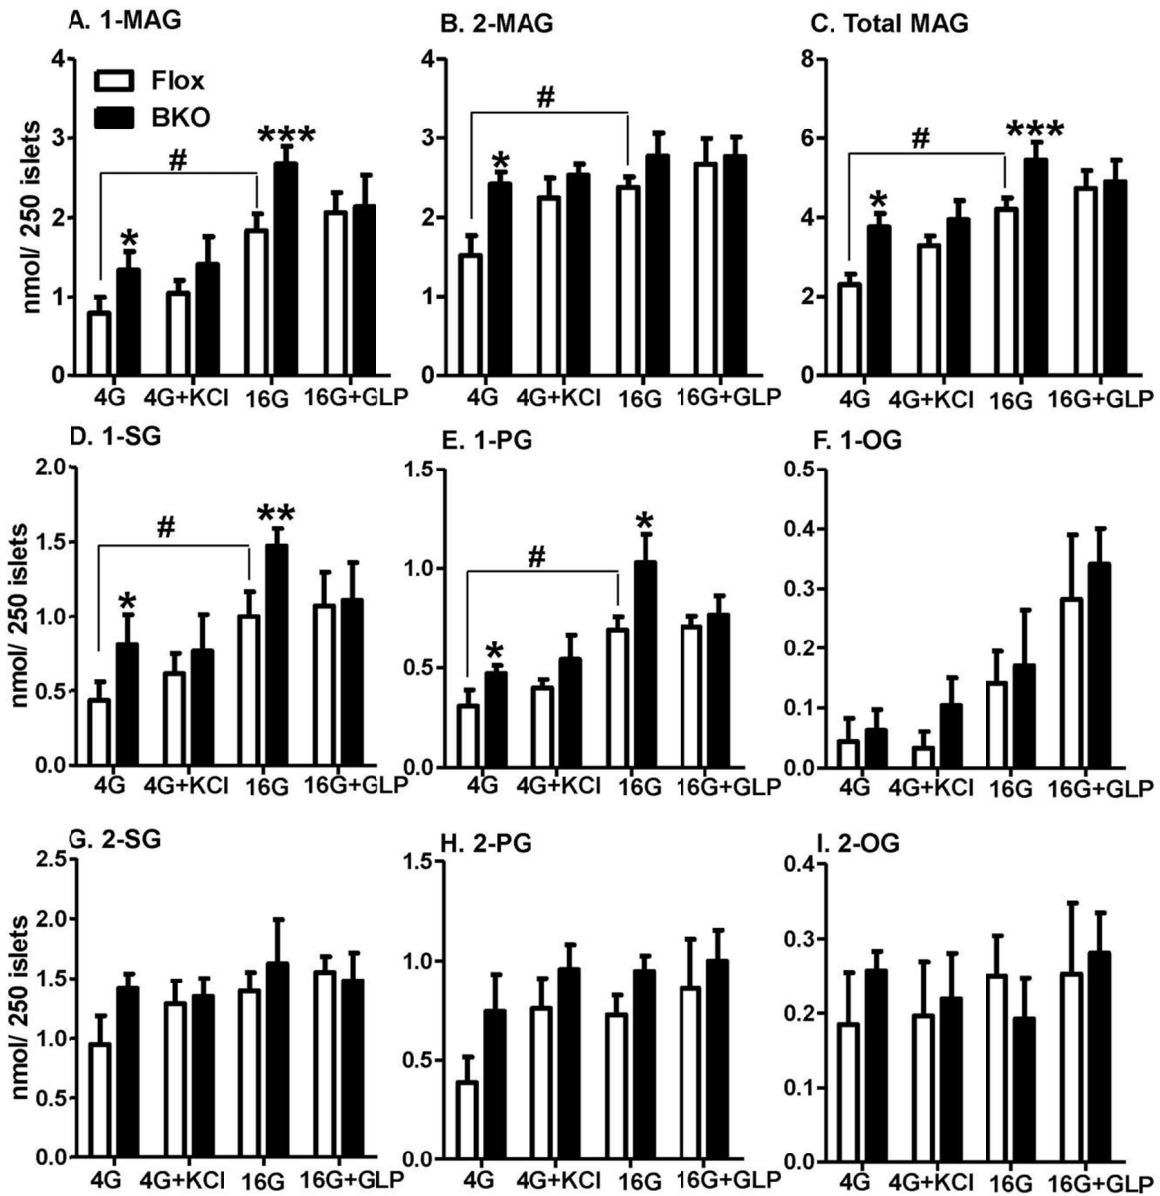 A. 1-MAG
B. 2-MAG
C. Total MAG
nmol/ 250 islets
4
3
2
1
0
Flox
BKO
#
*
***
4G
4G+KCl
16G
16G+GLP
4
3
2
1
0
#
*
4G
4G+KCl
16G
16G+GLP
8
6
4
2
0
#
*
***
4G
4G+KCl
16G
16G+GLP
D. 1-SG
E. 1-PG
F. 1-OG
nmol/ 250 islets
2.0
1.5
1.0
0.5
0.0
#
*
**
4G
4G+KCl
16G
16G+GLP
1.5
1.0
0.5
0.0
#
*
*
4G
4G+KCl
16G
16G+GLP
0.5
0.4
0.3
0.2
0.1
0.0
4G
4G+KCl
16G
16G+GLP
G. 2-SG
H. 2-PG
I. 2-OG
nmol/ 250 islets
2.5
2.0
1.5
1.0
0.5
0.0
4G
4G+KCl
16G
16G+GLP
1.5
1.0
0.5
0.0
4G
4G+KCl
16G
16G+GLP
0.4
0.3
0.2
0.1
0.0
4G
4G+KCl
16G
16G+GLP